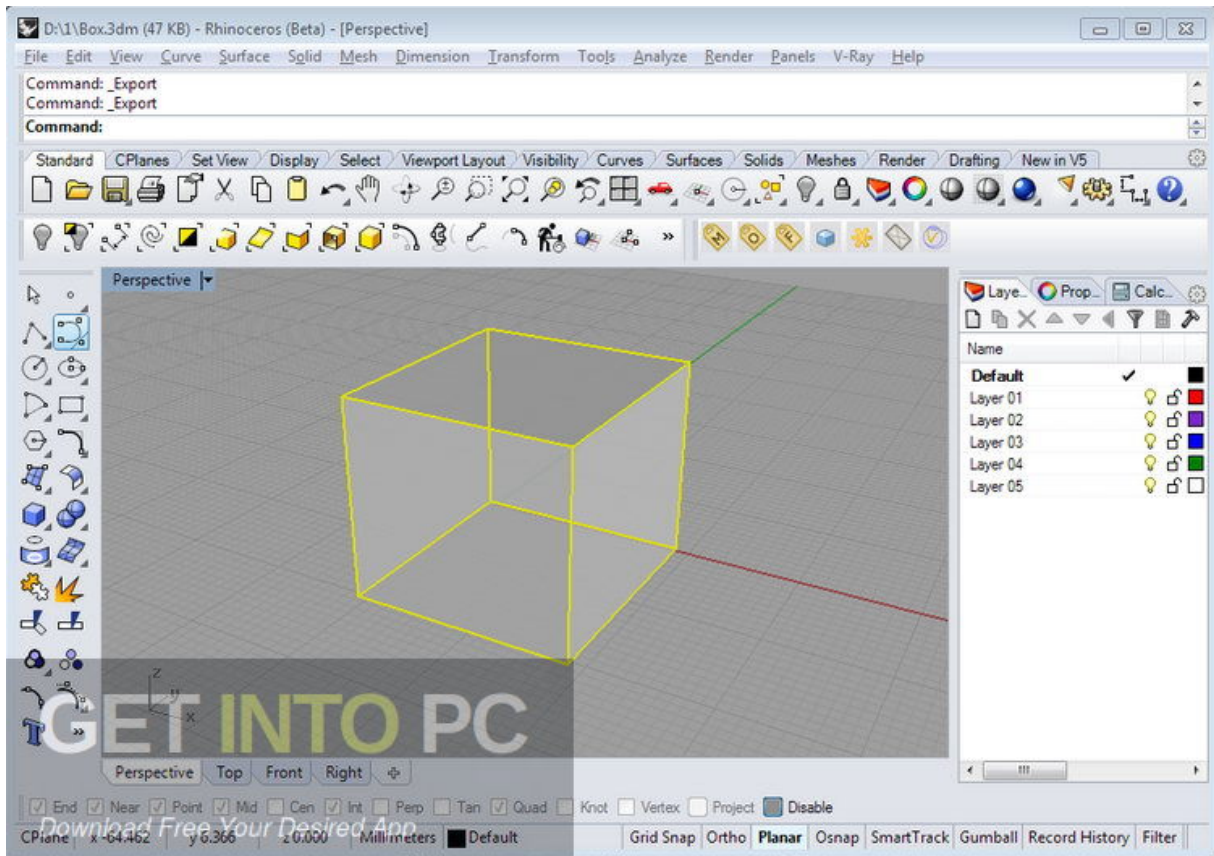 D:\1\Box.3dm (47 KB) - Rhinoceros (Beta) - [Perspective]
File Edit View Curve Surface Solid Mesh Dimension Transform Tools Analyze Render Panels V-Ray Help
Command: _Export
Command: _Export
Command:
Standard CPlanes Set View Display Select Viewport Layout Visibility Curves Surfaces Solids Meshes Render Drafting New in V5
Perspective
Laye... Prop... Calc...
Name
Default
Layer 01
Layer 02
Layer 03
Layer 04
Layer 05
z
y
x
GET INTO PC
Perspective Top Front Right
End Near Point Mid Cen Int Perp Tan Quad Knot Vertex Project Disable
Download Free Your Desired App
CPlane x -64.462 y 6.366 z 0.000 Millimeters Default Grid Snap Ortho Planar Osnap SmartTrack Gumball Record History Filter